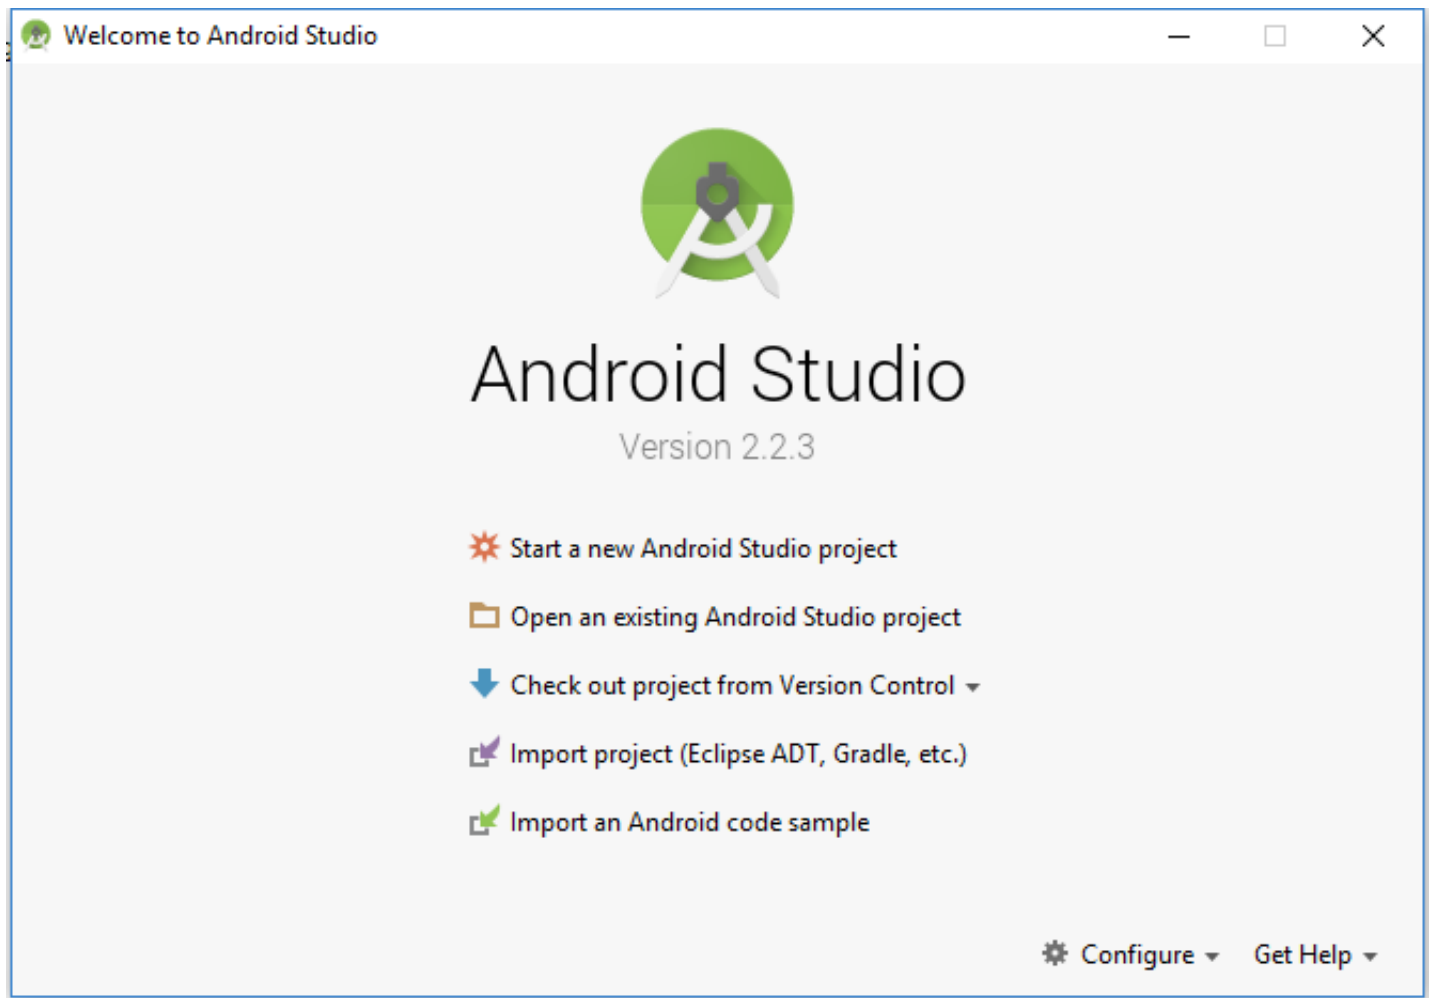 Welcome to Android Studio
Android Studio
Version 2.2.3
Start a new Android Studio project
Open an existing Android Studio project
Check out project from Version Control
Import project (Eclipse ADT, Gradle, etc.)
Import an Android code sample
Configure Get Help